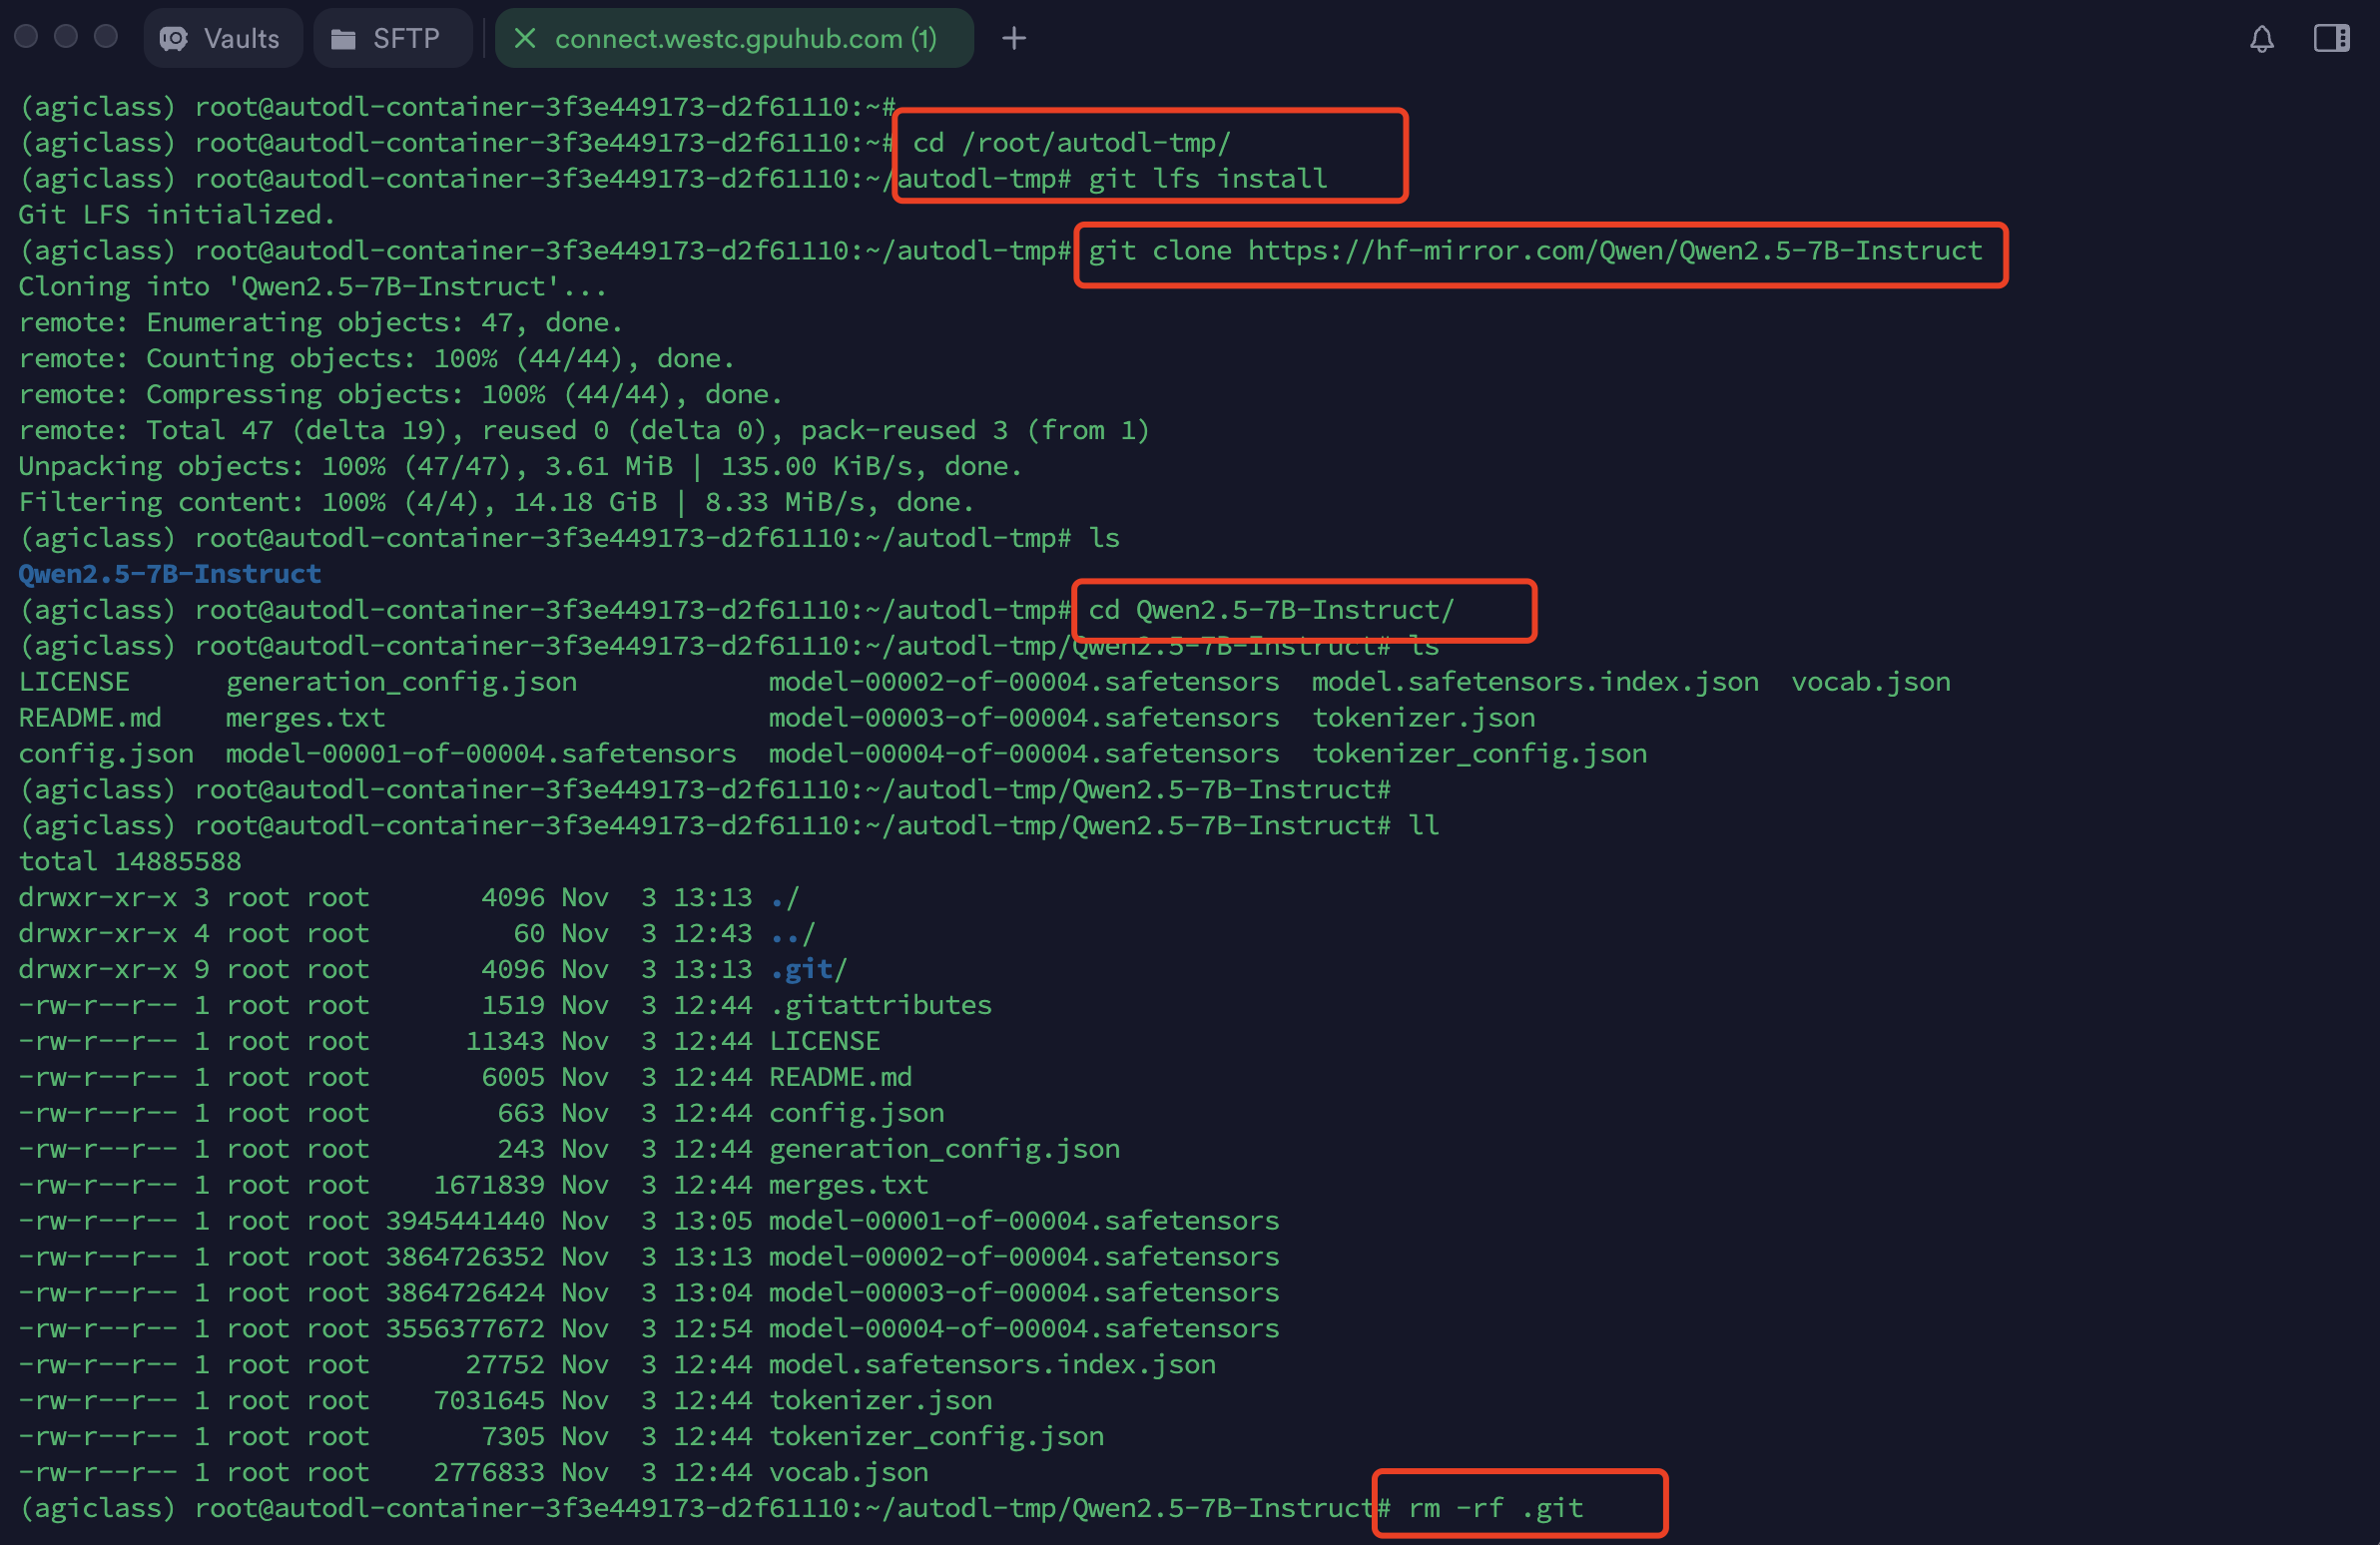 Vaults SFTP connect.westc.gpuhub.com (1)
(agiclass) root@autodl-container-3f3e449173-d2f61110:~#
(agiclass) root@autodl-container-3f3e449173-d2f61110:~# cd /root/autodl-tmp/
(agiclass) root@autodl-container-3f3e449173-d2f61110:~/autodl-tmp# git lfs install
Git LFS initialized.
(agiclass) root@autodl-container-3f3e449173-d2f61110:~/autodl-tmp# git clone https://hf-mirror.com/Qwen/Qwen2.5-7B-Instruct
Cloning into 'Qwen2.5-7B-Instruct'...
remote: Enumerating objects: 47, done.
remote: Counting objects: 100% (44/44), done.
remote: Compressing objects: 100% (44/44), done.
remote: Total 47 (delta 19), reused 0 (delta 0), pack-reused 3 (from 1)
Unpacking objects: 100% (47/47), 3.61 MiB | 135.00 KiB/s, done.
Filtering content: 100% (4/4), 14.18 GiB | 8.33 MiB/s, done.
(agiclass) root@autodl-container-3f3e449173-d2f61110:~/autodl-tmp# ls
Qwen2.5-7B-Instruct
(agiclass) root@autodl-container-3f3e449173-d2f61110:~/autodl-tmp# cd Qwen2.5-7B-Instruct/
(agiclass) root@autodl-container-3f3e449173-d2f61110:~/autodl-tmp/Qwen2.5-7B-Instruct# ls
LICENSE generation_config.json model-00002-of-00004.safetensors model.safetensors.index.json vocab.json
README.md merges.txt model-00003-of-00004.safetensors tokenizer.json
config.json model-00001-of-00004.safetensors model-00004-of-00004.safetensors tokenizer_config.json
(agiclass) root@autodl-container-3f3e449173-d2f61110:~/autodl-tmp/Qwen2.5-7B-Instruct#
(agiclass) root@autodl-container-3f3e449173-d2f61110:~/autodl-tmp/Qwen2.5-7B-Instruct# ll
total 14885588
drwxr-xr-x 3 root root 4096 Nov 3 13:13 ./
drwxr-xr-x 4 root root 60 Nov 3 12:43 ../
drwxr-xr-x 9 root root 4096 Nov 3 13:13 .git/
-rw-r--r-- 1 root root 1519 Nov 3 12:44 .gitattributes
-rw-r--r-- 1 root root 11343 Nov 3 12:44 LICENSE
-rw-r--r-- 1 root root 6005 Nov 3 12:44 README.md
-rw-r--r-- 1 root root 663 Nov 3 12:44 config.json
-rw-r--r-- 1 root root 243 Nov 3 12:44 generation_config.json
-rw-r--r-- 1 root root 1671839 Nov 3 12:44 merges.txt
-rw-r--r-- 1 root root 3945441440 Nov 3 13:05 model-00001-of-00004.safetensors
-rw-r--r-- 1 root root 3864726352 Nov 3 13:13 model-00002-of-00004.safetensors
-rw-r--r-- 1 root root 3864726424 Nov 3 13:04 model-00003-of-00004.safetensors
-rw-r--r-- 1 root root 3556377672 Nov 3 12:54 model-00004-of-00004.safetensors
-rw-r--r-- 1 root root 27752 Nov 3 12:44 model.safetensors.index.json
-rw-r--r-- 1 root root 7031645 Nov 3 12:44 tokenizer.json
-rw-r--r-- 1 root root 7305 Nov 3 12:44 tokenizer_config.json
-rw-r--r-- 1 root root 2776833 Nov 3 12:44 vocab.json
(agiclass) root@autodl-container-3f3e449173-d2f61110:~/autodl-tmp/Qwen2.5-7B-Instruct# rm -rf .git